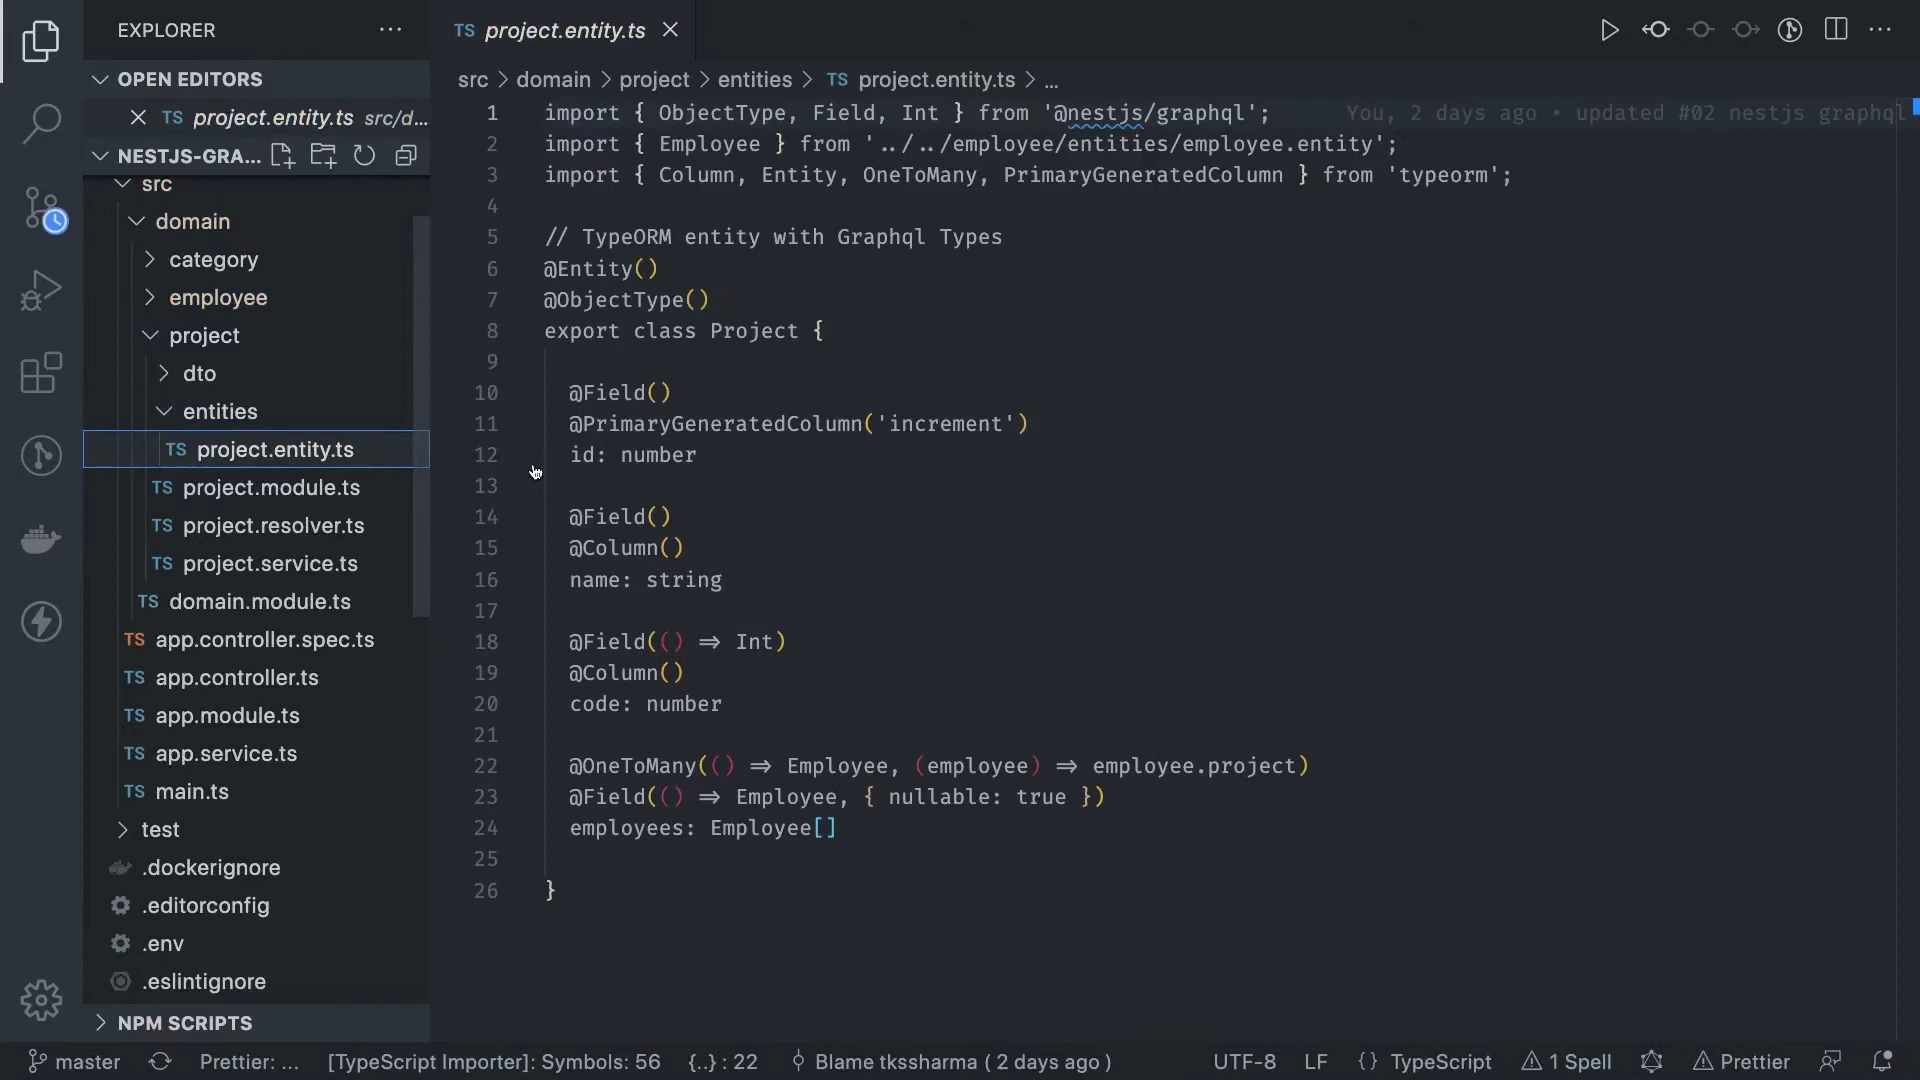 EXPLORER
OPEN EDITORS
TS project.entity.ts src/d...
NESTJS-GRA...
src
domain
category
employee
project
dto
entities
TS project.entity.ts
TS project.module.ts
TS project.resolver.ts
TS project.service.ts
TS domain.module.ts
TS app.controller.spec.ts
TS app.controller.ts
TS app.module.ts
TS app.service.ts
TS main.ts
test
.dockerignore
.editorconfig
.env
.eslintignore
NPM SCRIPTS
TS project.entity.ts
src > domain > project > entities > TS project.entity.ts > ...
1 import { ObjectType, Field, Int } from '@nestjs/graphql'; You, 2 days ago • updated #02 nestjs graphql
2 import { Employee } from '../../employee/entities/employee.entity';
3 import { Column, Entity, OneToMany, PrimaryGeneratedColumn } from 'typeorm';
4
5 // TypeORM entity with Graphql Types
6 @Entity()
7 @ObjectType()
8 export class Project {
9
10 @Field()
11 @PrimaryGeneratedColumn('increment')
12 id: number
13
14 @Field()
15 @Column()
16 name: string
17
18 @Field(() => Int)
19 @Column()
20 code: number
21
22 @OneToMany(() => Employee, (employee) => employee.project)
23 @Field(() => Employee, { nullable: true })
24 employees: Employee[]
25
26 }
master Prettier: ... [TypeScript Importer]: Symbols: 56 {..} : 22 Blame tkssharma ( 2 days ago ) UTF-8 LF {} TypeScript 1 Spell Prettier